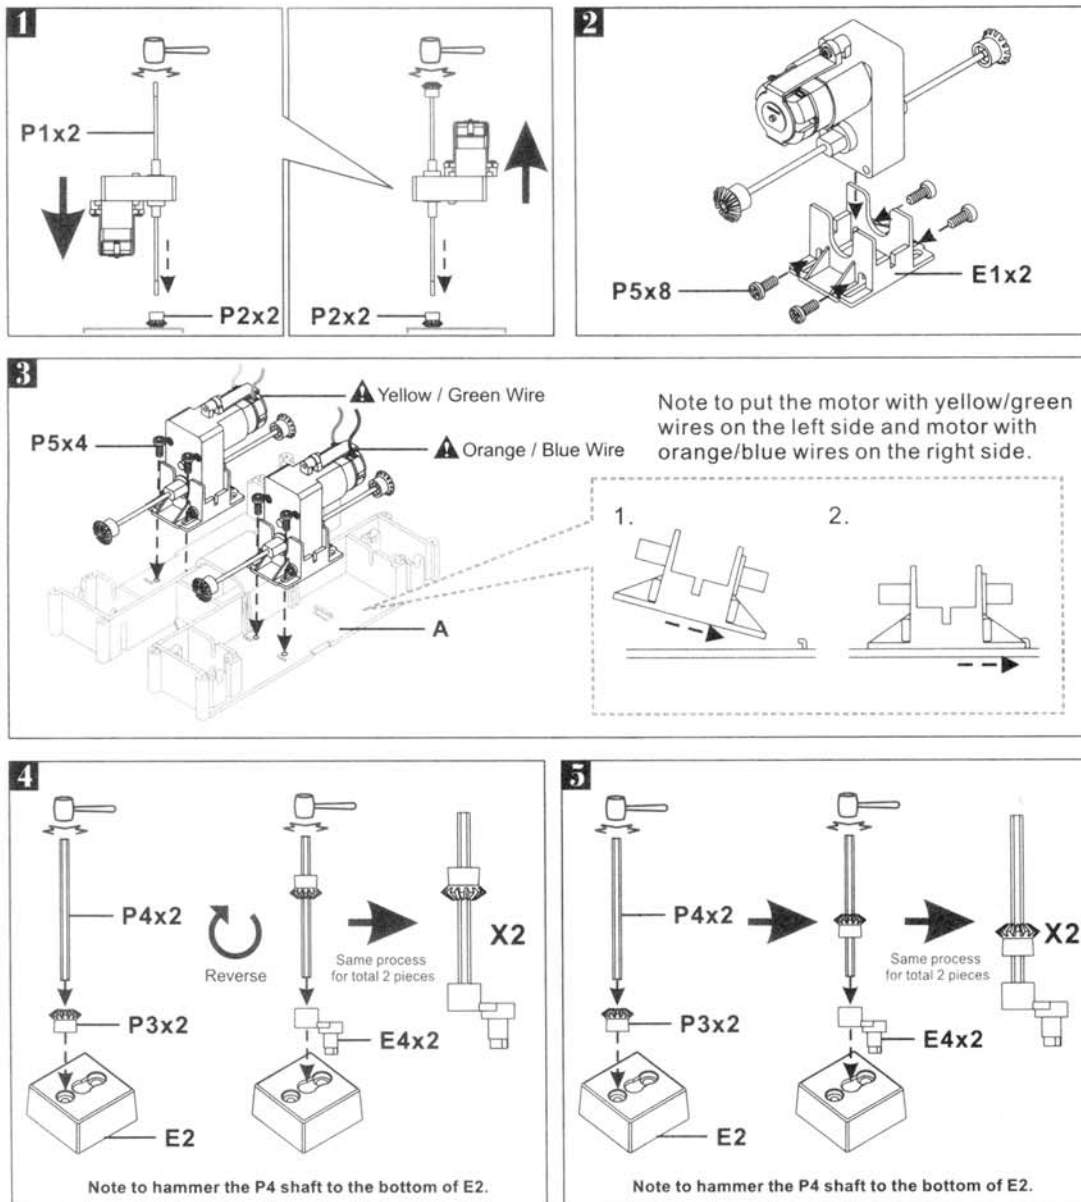 1
P1x2
P2x2
P2x2
2
P5x8
E1x2
3
Yellow / Green Wire
P5x4
Orange / Blue Wire
A
Note to put the motor with yellow/green
wires on the left side and motor with
orange/blue wires on the right side.
1.
2.
4
P4x2
Reverse
Same process
for total 2 pieces
X2
P3x2
E4x2
E2
Note to hammer the P4 shaft to the bottom of E2.
5
P4x2
Same process
for total 2 pieces
X2
P3x2
E4x2
E2
Note to hammer the P4 shaft to the bottom of E2.